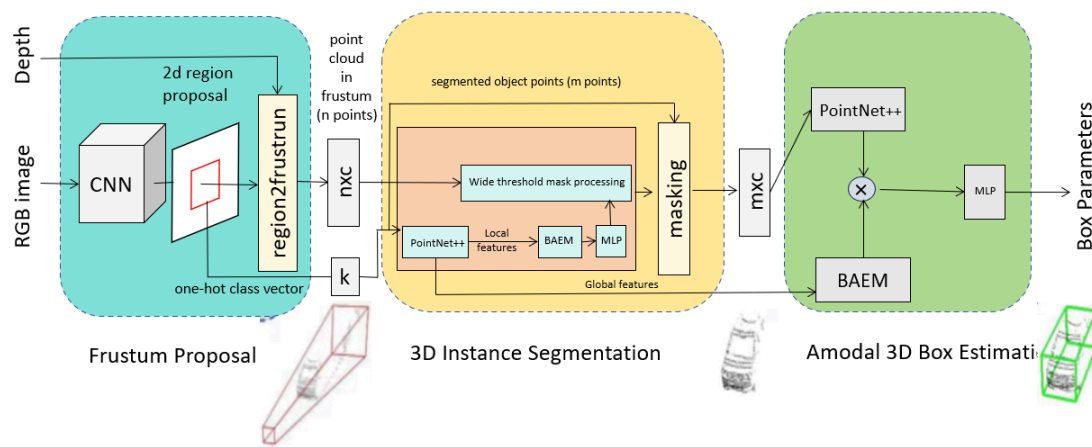 Depth
RGB image
CNN
2d region
proposal
region2frustrun
one-hot class vector
Frustum Proposal
point
cloud
in
frustum
(n points)
nxc
k
segmented object points (m points)
Wide threshold mask processing
PointNet++
Local
features
BAEM
MLP
Global features
masking
3D Instance Segmentation
mxc
PointNet++
×
BAEM
MLP
Amodal 3D Box Estimati
Box Parameters